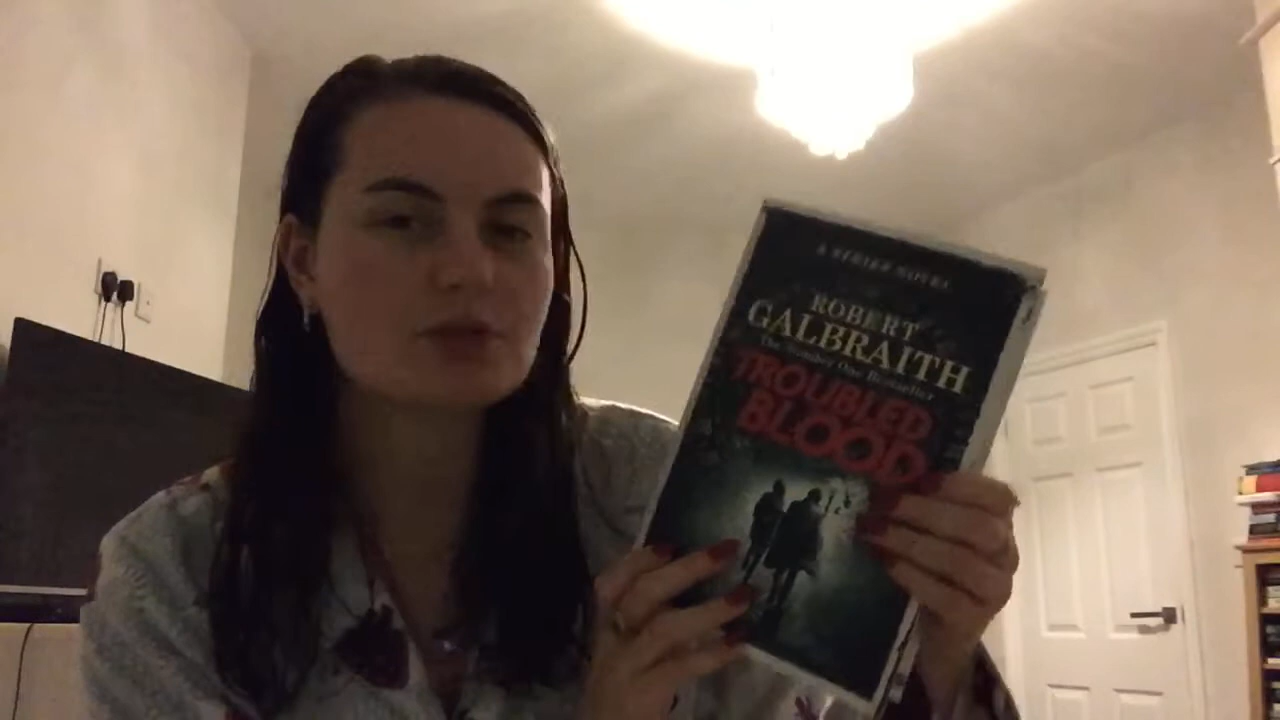 A STRIKE NOVEL
ROBERT
GALBRAITH
The Number One Bestseller
TROUBLED
BLOOD